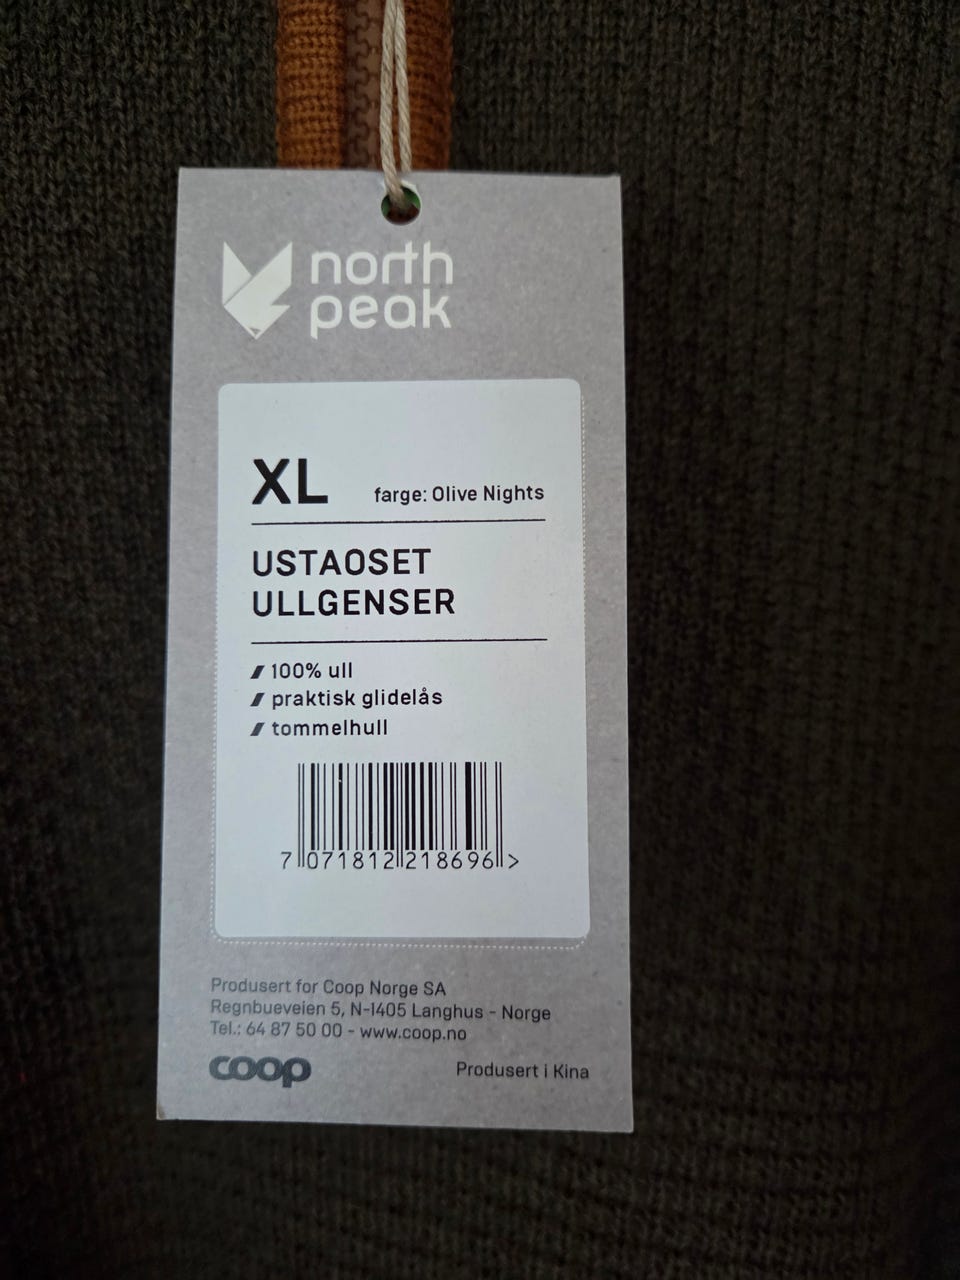 north
peak
XL farge: Olive Nights
USTAOSET
ULLGENSER
100% ull
praktisk glidelås
tommelhull
7 071812 218696 >
Produsert for Coop Norge SA
Regnbueveien 5, N-1405 Langhus - Norge
Tel.: 64 87 50 00 - www.coop.no
coop Produsert i Kina